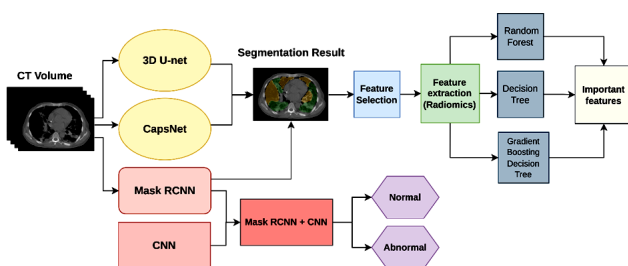 CT Volume
3D U-net
CapsNet
Mask RCNN
CNN
Segmentation Result
Mask RCNN + CNN
Normal
Abnormal
Feature
Selection
Feature
extraction
(Radiomics)
Random
Forest
Decision
Tree
Gradient
Boosting
Decision
Tree
Important
features